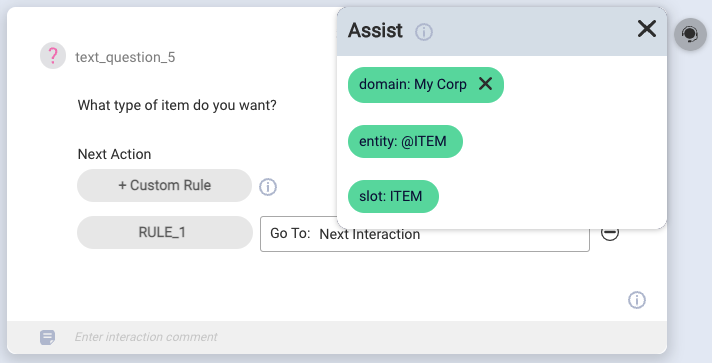 Assist
text_question_5
domain: My Corp
What type of item do you want?
entity: @ITEM
Next Action
+ Custom Rule
slot: ITEM
RULE_1
Go To: Next Interaction
Enter interaction comment